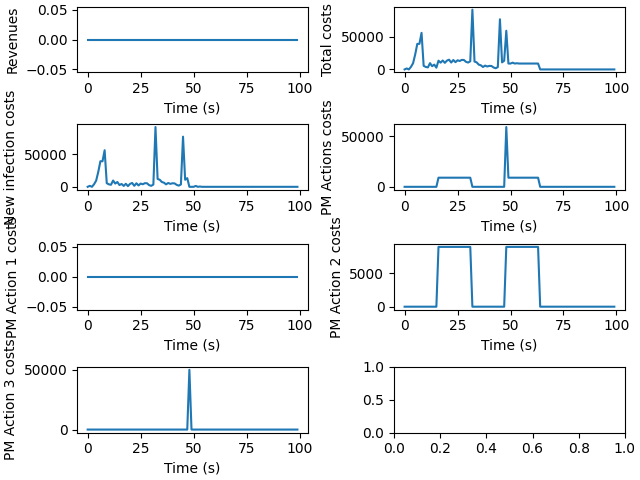 Revenues
0.05
0.00
−0.05
0 25 50 75 100
Time (s)
Total costs
50000
0
0 25 50 75 100
Time (s)
New infection costs
50000
0
0 25 50 75 100
Time (s)
PM Actions costs
50000
0
0 25 50 75 100
Time (s)
PM Action 1 costs
0.05
0.00
−0.05
0 25 50 75 100
Time (s)
PM Action 2 costs
5000
0
0 25 50 75 100
Time (s)
PM Action 3 costs
50000
0
0 25 50 75 100
Time (s)
1.0
0.5
0.0
0.0 0.2 0.4 0.6 0.8 1.0